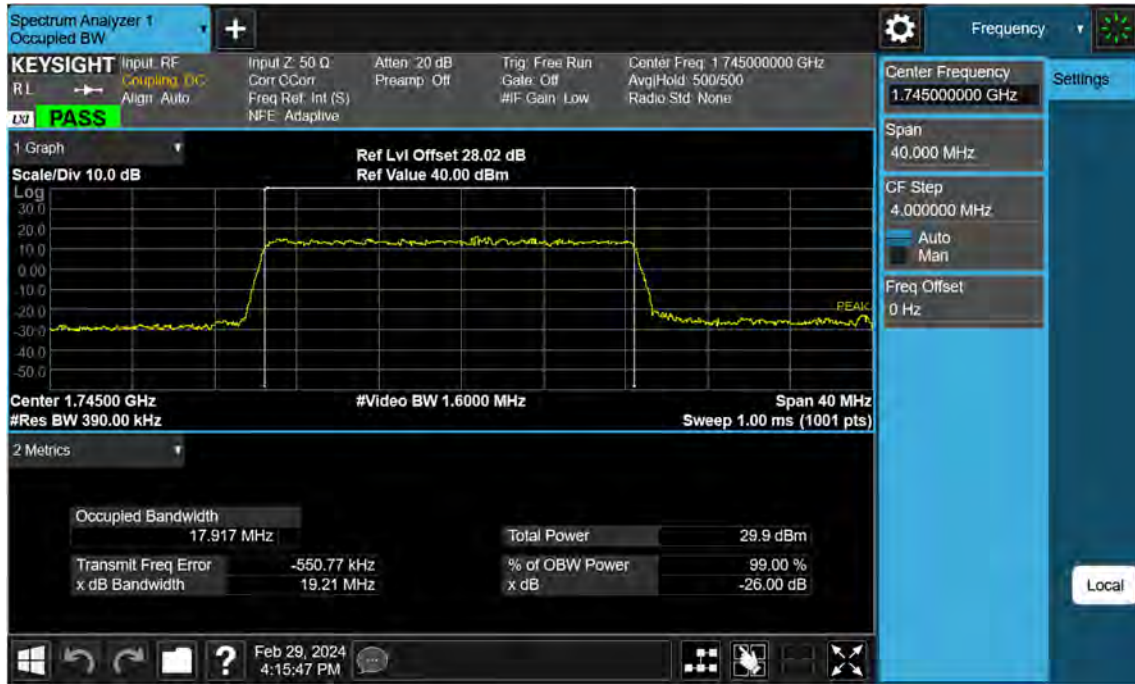 Spectrum Analyzer 1
Occupied BW
+
Frequency
KEYSIGHT
RL
LXI PASS
Input: RF
Coupling: DC
Align: Auto
Input Z: 50 Ω
Corr CCorr
Freq Ref: Int (S)
NFE: Adaptive
Atten: 20 dB
Preamp: Off
Trig: Free Run
Gate: Off
#IF Gain: Low
Center Freq: 1.745000000 GHz
Avg|Hold: 500/500
Radio Std: None
Center Frequency
1.745000000 GHz
Settings
Span
40.000 MHz
CF Step
4.000000 MHz
Auto
Man
Freq Offset
0 Hz
Local
1 Graph
Scale/Div 10.0 dB
Ref Lvl Offset 28.02 dB
Ref Value 40.00 dBm
Log
30.0
20.0
10.0
0.00
-10.0
-20.0
-30.0
-40.0
-50.0
PEAK
Center 1.74500 GHz
#Res BW 390.00 kHz
#Video BW 1.6000 MHz
Span 40 MHz
Sweep 1.00 ms (1001 pts)
2 Metrics
Occupied Bandwidth
17.917 MHz
Transmit Freq Error -550.77 kHz
x dB Bandwidth 19.21 MHz
Total Power 29.9 dBm
% of OBW Power 99.00 %
x dB -26.00 dB
?
Feb 29, 2024
4:15:47 PM